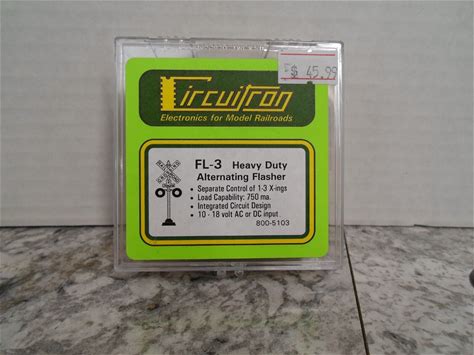 $ 45.99
Circuitron
Electronics for Model Railroads
FL-3 Heavy Duty
Alternating Flasher
• Separate Control of 1-3 X-ings
• Load Capability: 750 ma.
• Integrated Circuit Design
• 10 - 18 volt AC or DC input
800-5103